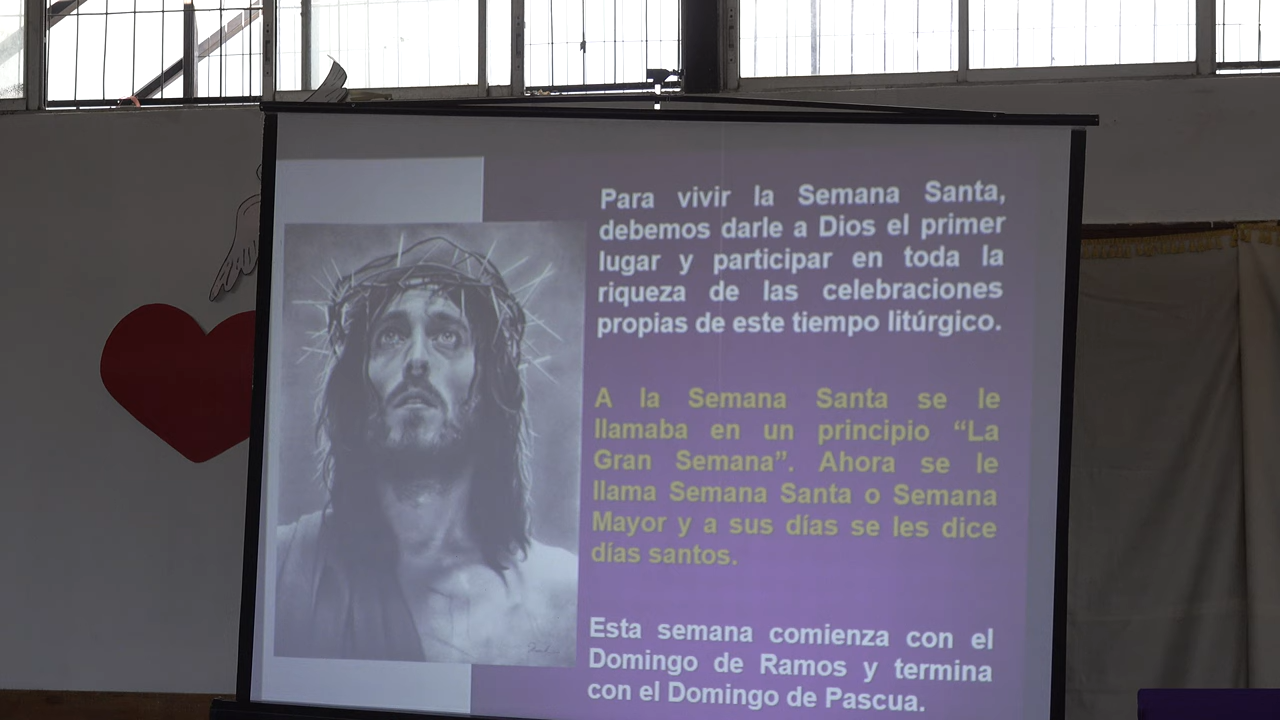 Para vivir la Semana Santa,
debemos darle a Dios el primer
lugar y participar en toda la
riqueza de las celebraciones
propias de este tiempo litúrgico.
A la Semana Santa se le
llamaba en un principio “La
Gran Semana”. Ahora se le
llama Semana Santa o Semana
Mayor y a sus días se les dice
días santos.
Esta semana comienza con el
Domingo de Ramos y termina
con el Domingo de Pascua.